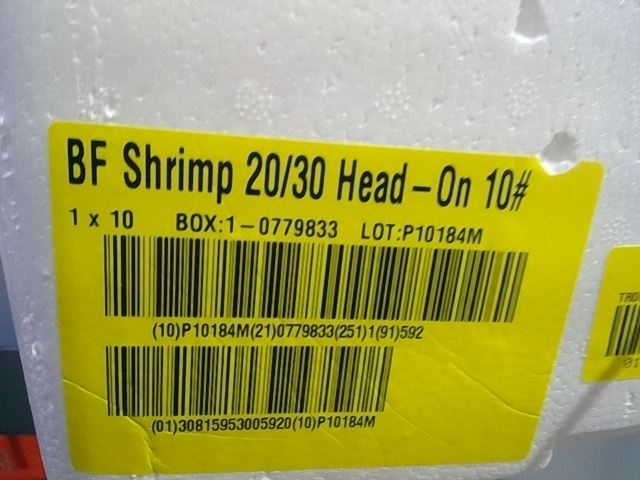 BF Shrimp 20/30 Head-On 10#
1 x 10 BOX:1-0779833 LOT:P10184M
(10)P10184M(21)0779833(251)1(91)592
(01)30815953005920(10)P10184M